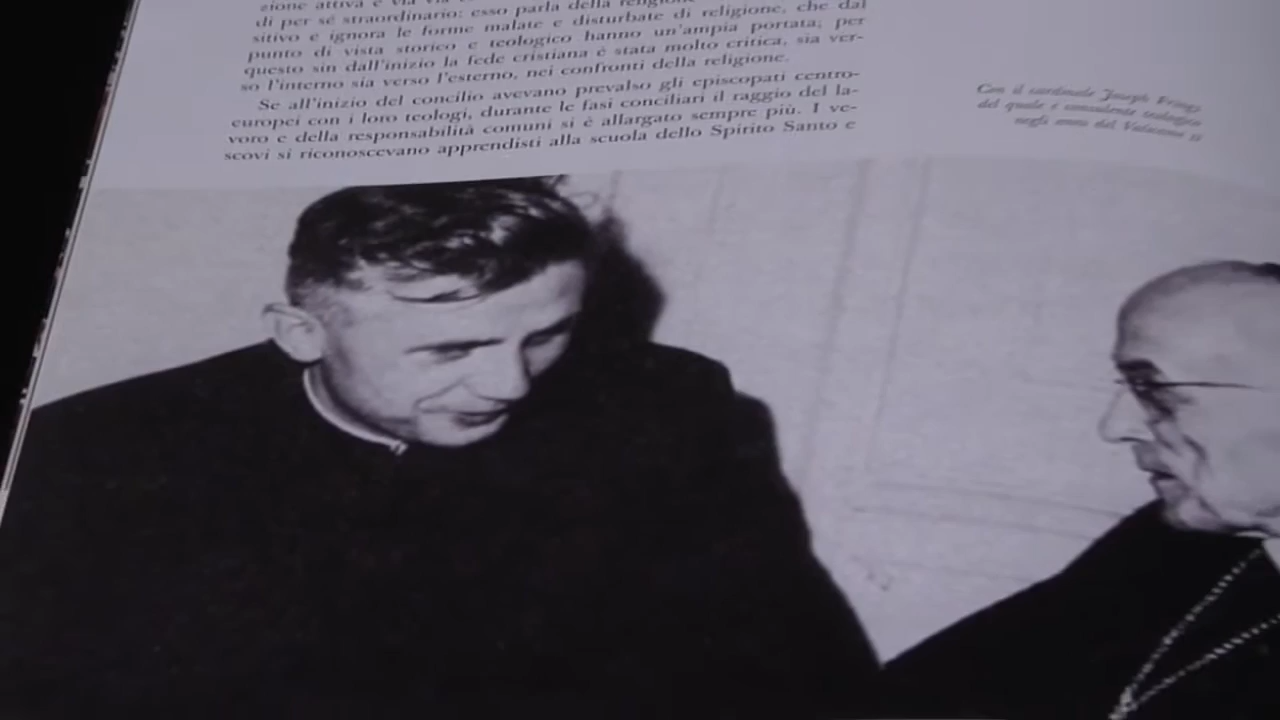 zione attiva e via via
di per sé straordinario: esso parla della religione
sitivo e ignora le forme malate e disturbate di religione, che dal
punto di vista storico e teologico hanno un'ampia portata; per
questo sin dall'inizio la fede cristiana è stata molto critica, sia ver-
so l'interno sia verso l'esterno, nei confronti della religione.
Se all'inizio del concilio avevano prevalso gli episcopati centro-
europei con i loro teologi, durante le fasi conciliari il raggio del la-
voro e della responsabilità comuni si è allargato sempre più. I ve-
scovi si riconoscevano apprendisti alla scuola dello Spirito Santo e
Con il cardinale Joseph Frings,
del quale è consulente teologico
negli anni del Vaticano II